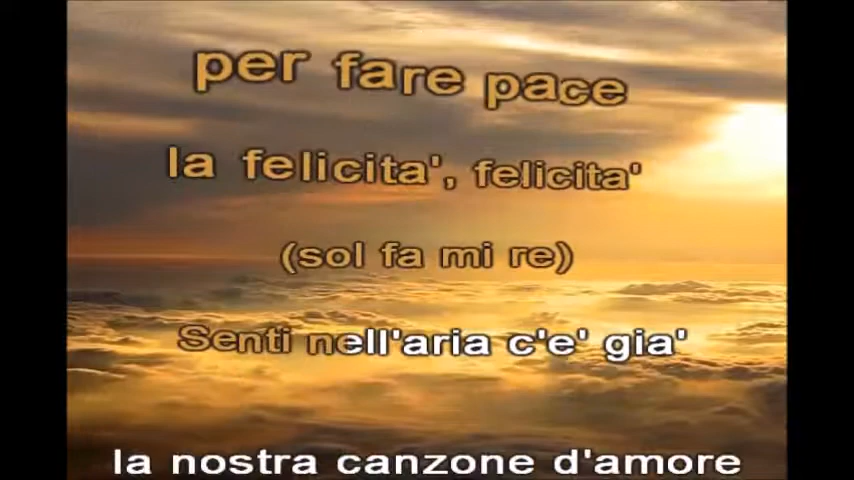 per fare pace
la felicita', felicita'
(sol fa mi re)
Senti nell'aria c'e' gia'
la nostra canzone d'amore